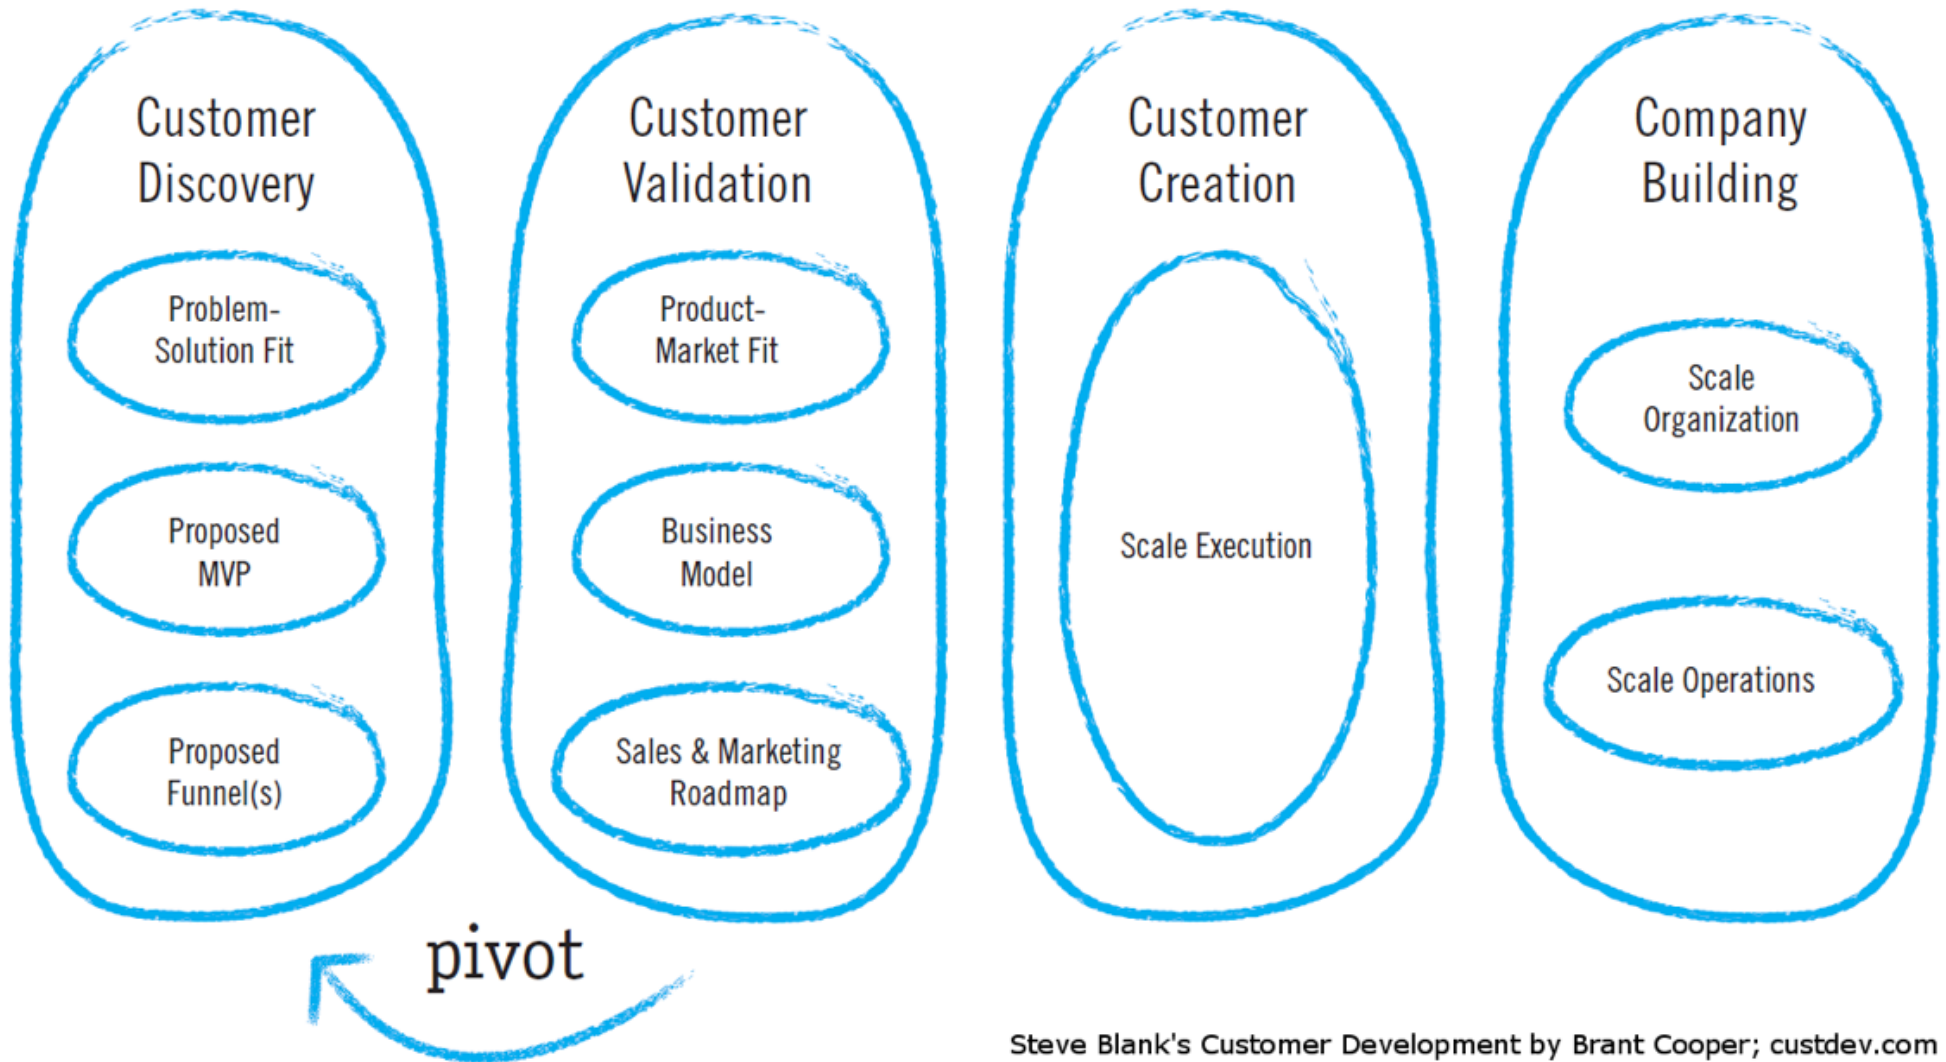 Customer
Discovery
Problem-
Solution Fit
Proposed
MVP
Proposed
Funnel(s)
Customer
Validation
Product-
Market Fit
Business
Model
Sales & Marketing
Roadmap
Customer
Creation
Scale Execution
Company
Building
Scale
Organization
Scale Operations
pivot
Steve Blank's Customer Development by Brant Cooper; custdev.com